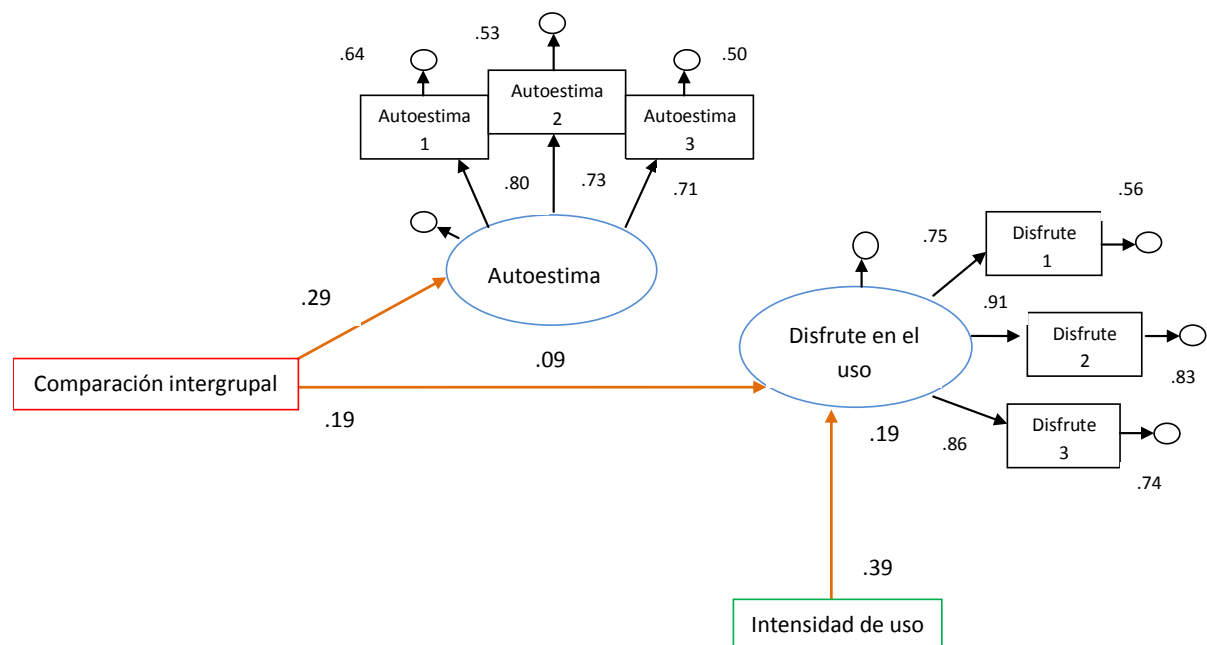 .53
.64
.50
Autoestima
1
Autoestima
2
Autoestima
3
.80
.73
.71
.56
.75
Disfrute
1
Autoestima
.29
.91
Disfrute en el
uso
Disfrute
2
.83
.09
Comparación intergrupal
.19
.19
.86
Disfrute
3
.74
.39
Intensidad de uso